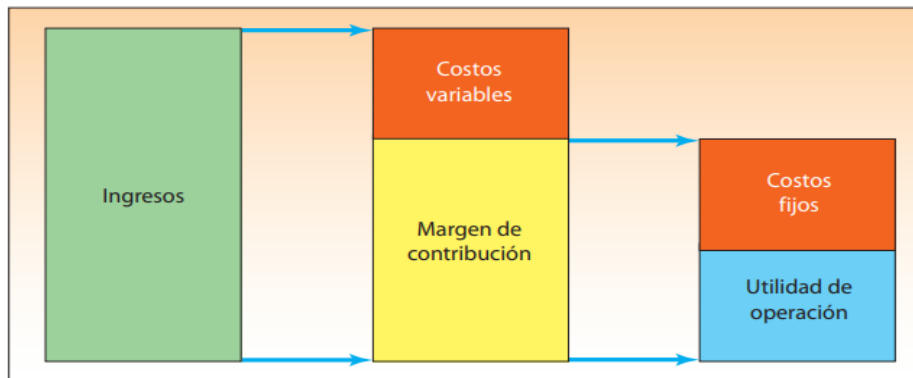 Ingresos
Costos
variables
Margen de
contribución
Costos
fijos
Utilidad de
operación